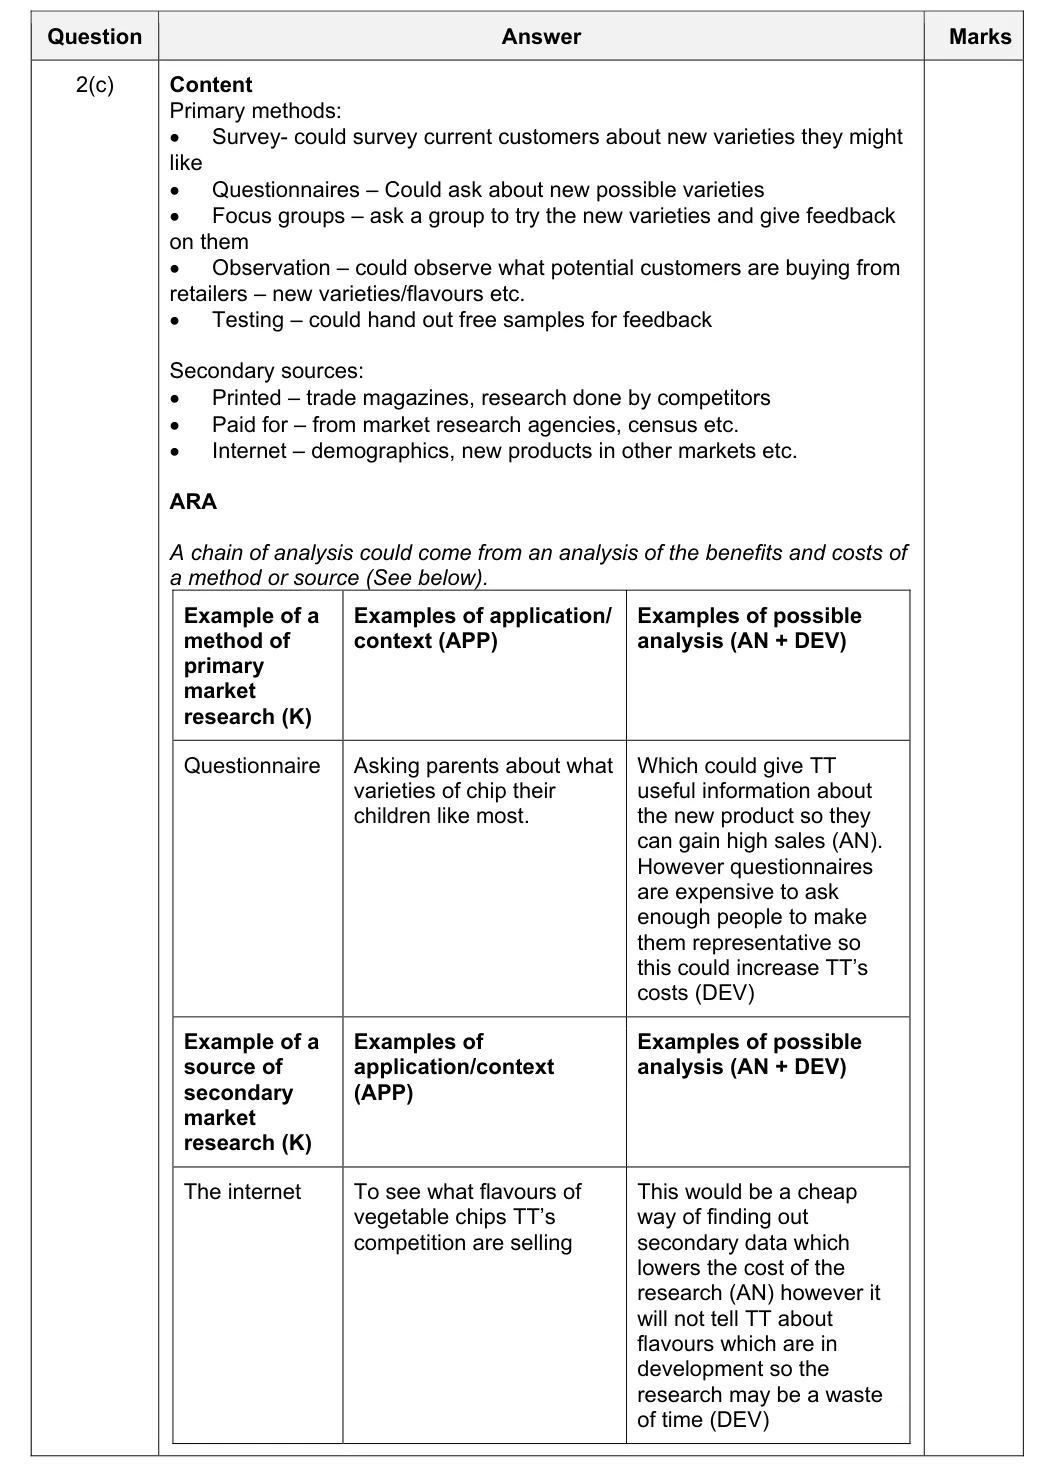 Question Answer Marks
2(c) Content
Primary methods:
• Survey- could survey current customers about new varieties they might
like
• Questionnaires – Could ask about new possible varieties
• Focus groups – ask a group to try the new varieties and give feedback
on them
• Observation – could observe what potential customers are buying from
retailers – new varieties/flavours etc.
• Testing – could hand out free samples for feedback
Secondary sources:
• Printed – trade magazines, research done by competitors
• Paid for – from market research agencies, census etc.
• Internet – demographics, new products in other markets etc.
ARA
A chain of analysis could come from an analysis of the benefits and costs of
a method or source (See below).
Example of a
method of
primary
market
research (K)
Examples of application/
context (APP)
Examples of possible
analysis (AN + DEV)
Questionnaire
Asking parents about what
varieties of chip their
children like most.
Which could give TT
useful information about
the new product so they
can gain high sales (AN).
However questionnaires
are expensive to ask
enough people to make
them representative so
this could increase TT’s
costs (DEV)
Example of a
source of
secondary
market
research (K)
Examples of
application/context
(APP)
Examples of possible
analysis (AN + DEV)
The internet
To see what flavours of
vegetable chips TT’s
competition are selling
This would be a cheap
way of finding out
secondary data which
lowers the cost of the
research (AN) however it
will not tell TT about
flavours which are in
development so the
research may be a waste
of time (DEV)